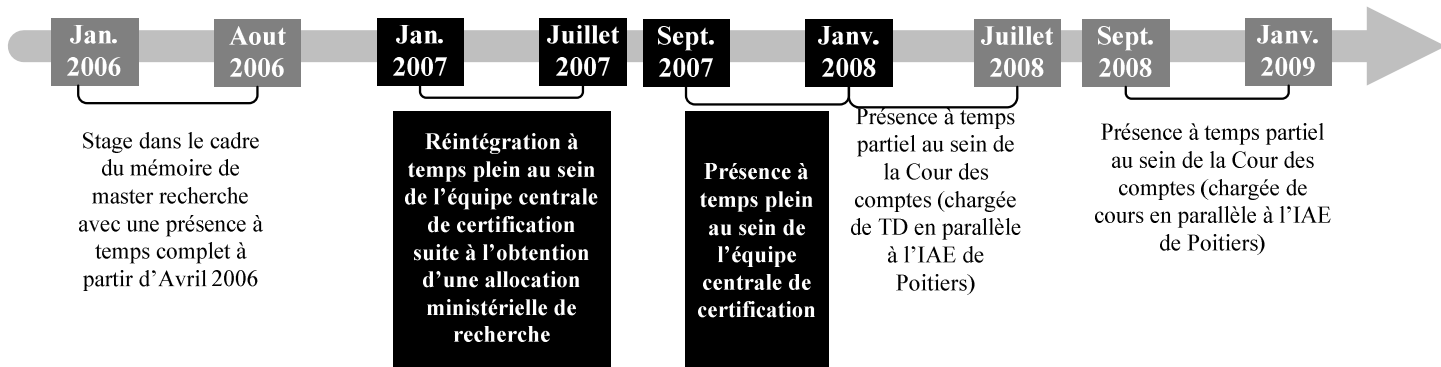 Jan.
2006
Aout
2006
Jan.
2007
Juillet
2007
Sept.
2007
Janv.
2008
Juillet
2008
Sept.
2008
Janv.
2009
Stage dans le cadre
du mémoire de
master recherche
avec une présence à
temps complet à
partir d’Avril 2006
Réintégration à
temps plein au sein
de l’équipe centrale
de certification
suite à l’obtention
d’une allocation
ministérielle de
recherche
Présence à
temps plein
au sein de
l’équipe
centrale de
certification
Présence à temps
partiel au sein de
la Cour des
comptes (chargée
de TD en parallèle
à l’IAE de
Poitiers)
Présence à temps partiel
au sein de la Cour des
comptes (chargée de
cours en parallèle à l’IAE
de Poitiers)